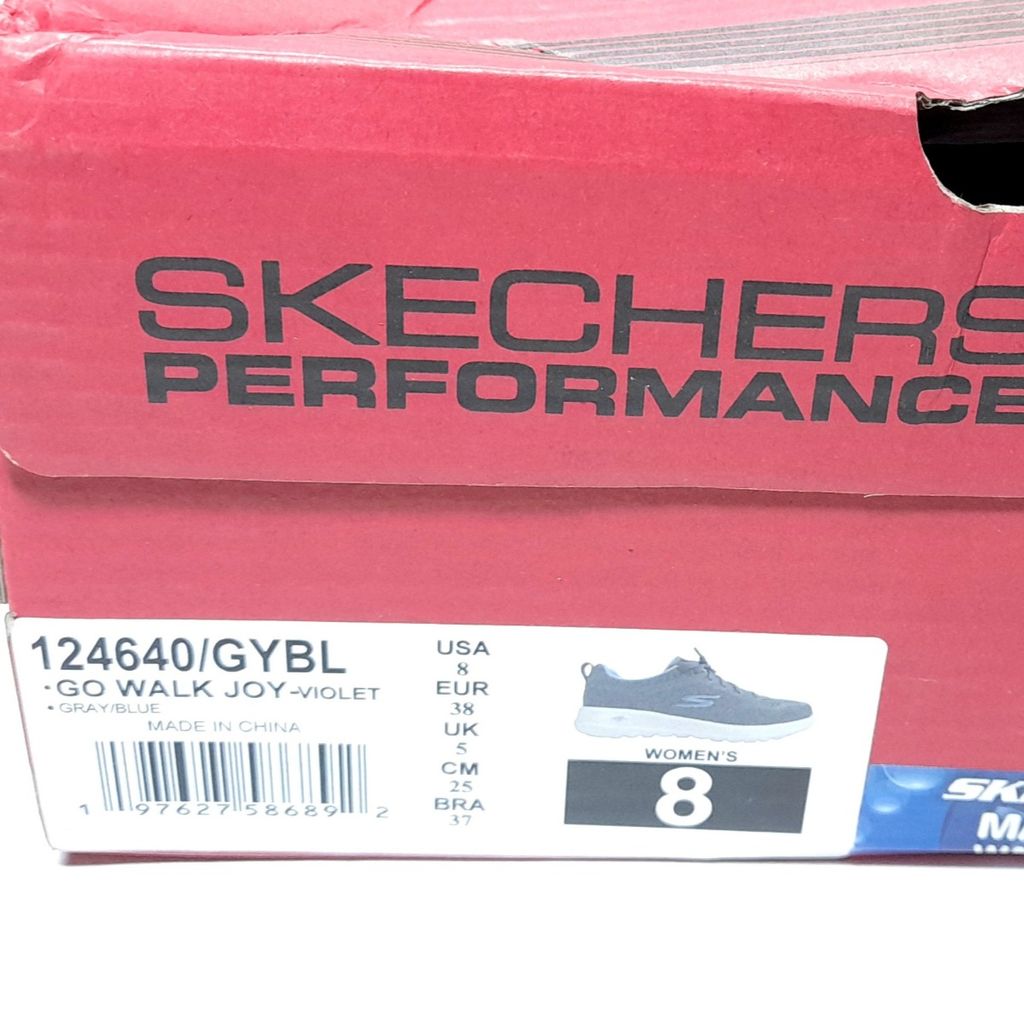 SKECHERS
PERFORMANCE
124640/GYBL
•GO WALK JOY-VIOLET
• GRAY/BLUE
MADE IN CHINA
1 97627 58689 2
USA
8
EUR
38
UK
5
CM
25
BRA
37
WOMEN'S
8